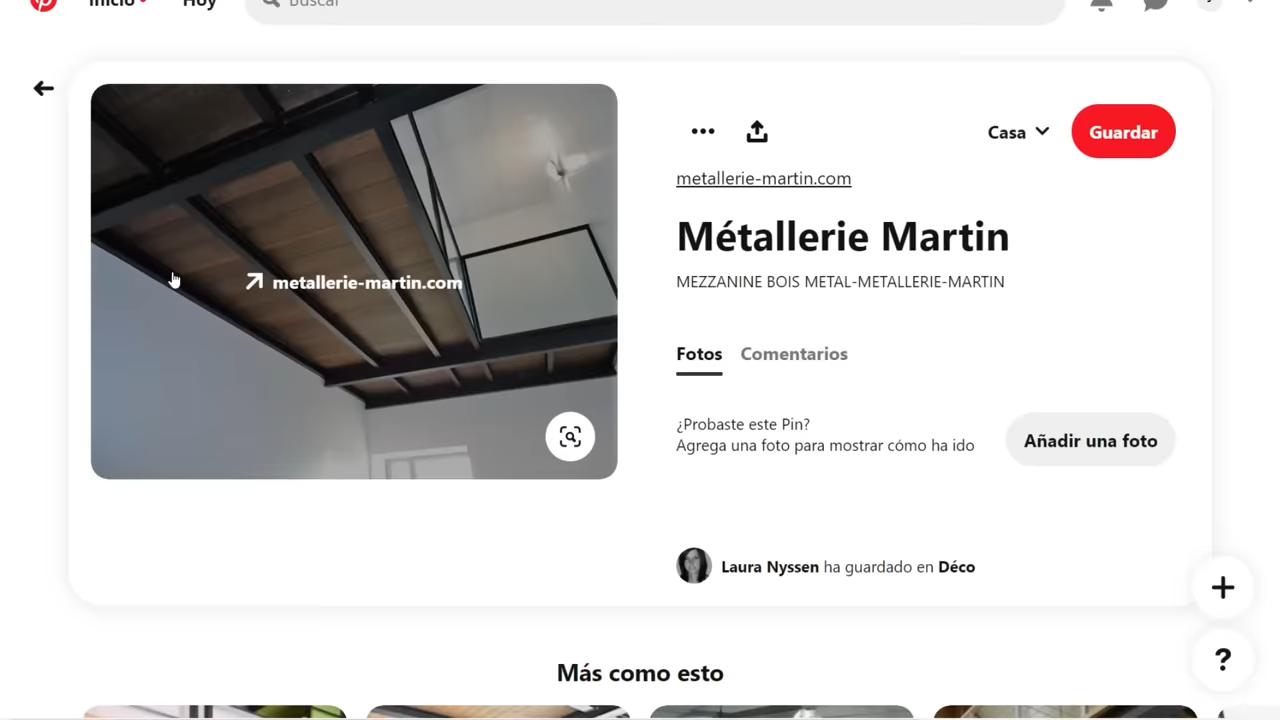 Inicio
Hoy
Buscar
Casa
Guardar
metallerie-martin.com
Métallerie Martin
metallerie-martin.com
MEZZANINE BOIS METAL-METALLERIE-MARTIN
Fotos
Comentarios
¿Probaste este Pin?
Agrega una foto para mostrar cómo ha ido
Añadir una foto
Laura Nyssen ha guardado en Déco
+
?
Más como esto